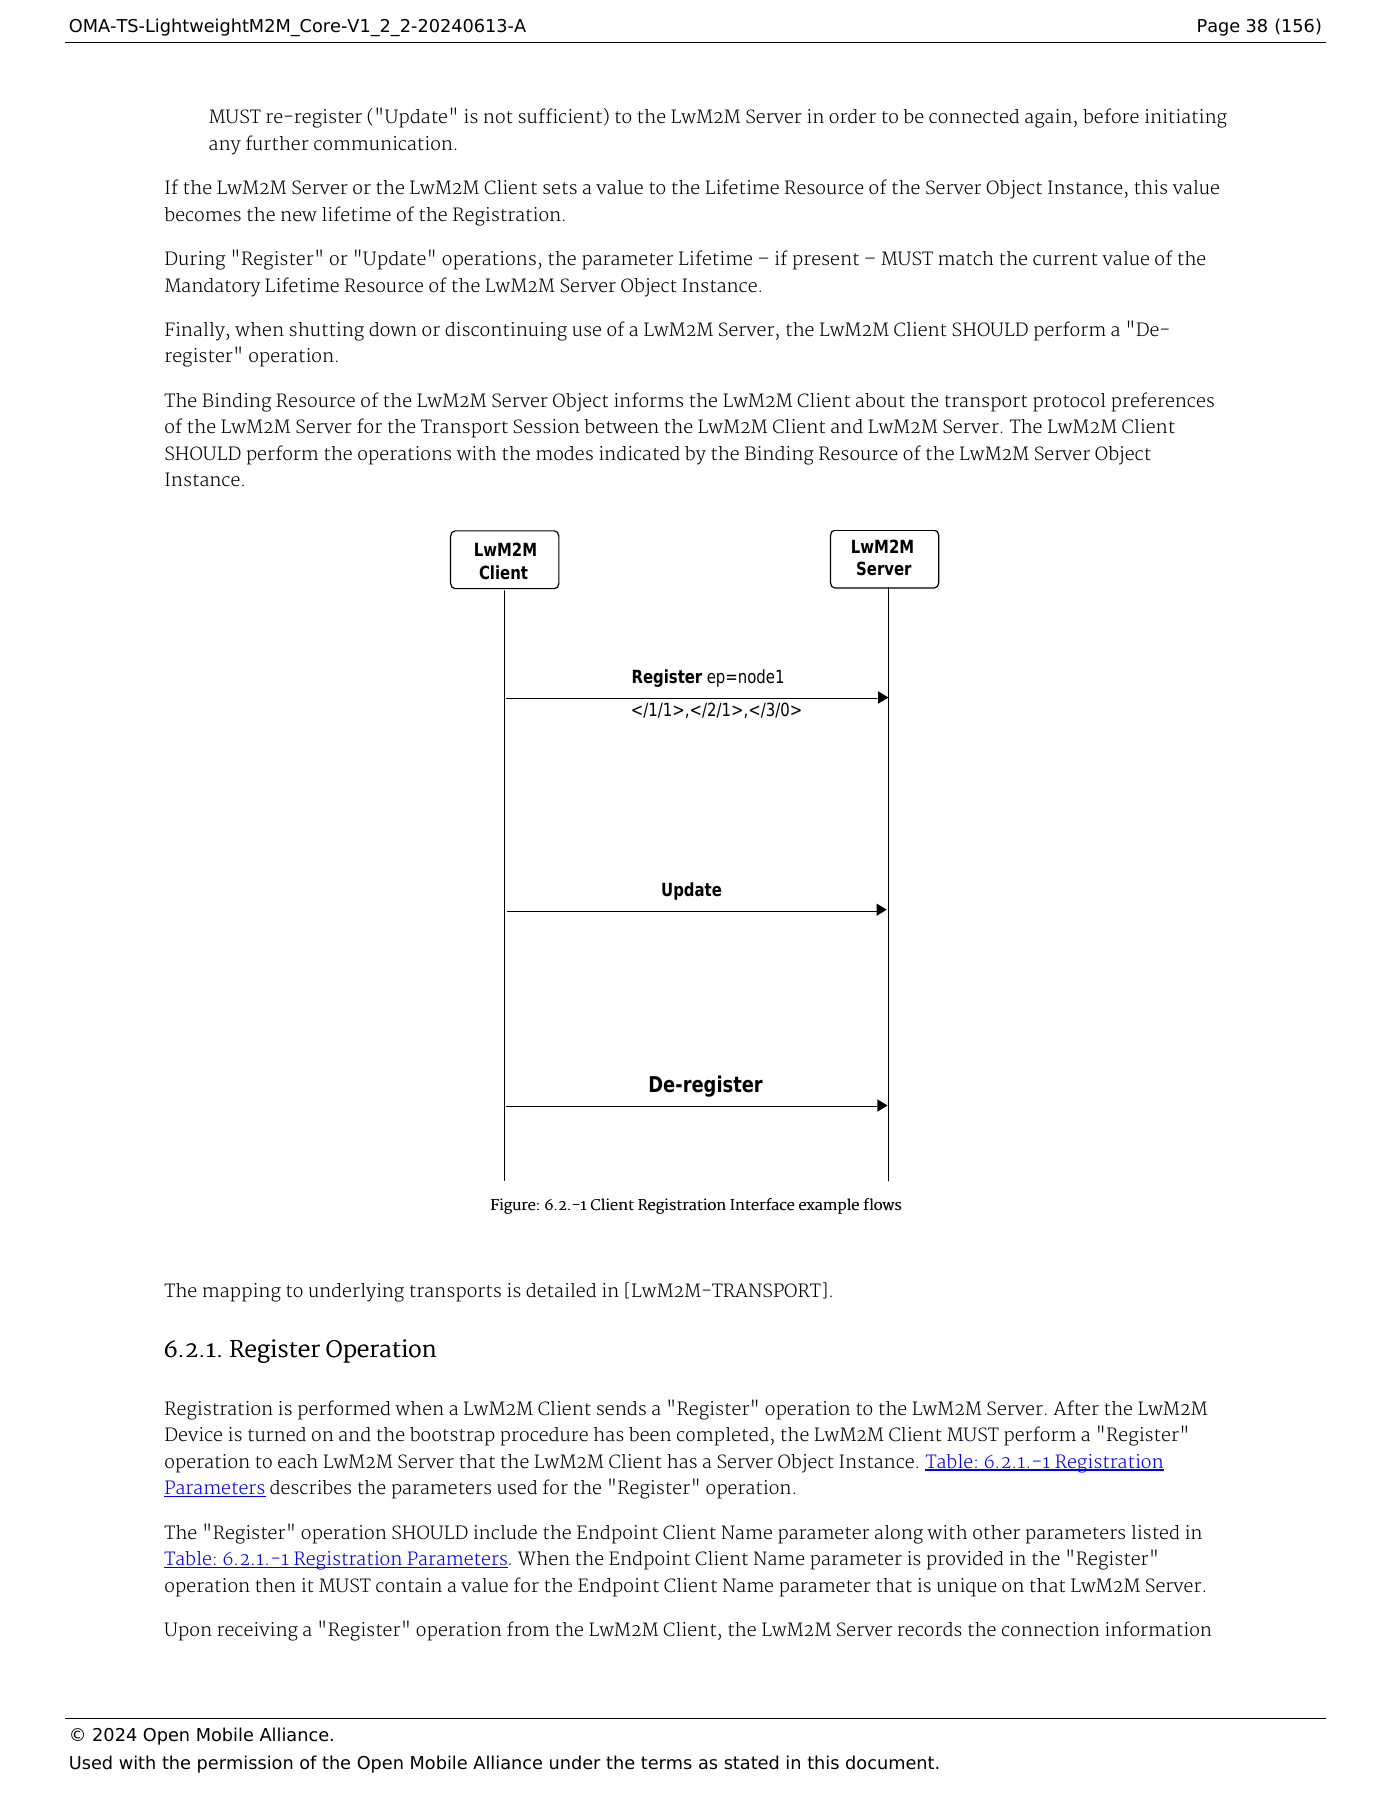 OMA-TS-LightweightM2M_Core-V1_2_2-20240613-A Page 38 (156)
MUST re-register ("Update" is not sufficient) to the LwM2M Server in order to be connected again, before initiating
any further communication.
If the LwM2M Server or the LwM2M Client sets a value to the Lifetime Resource of the Server Object Instance, this value
becomes the new lifetime of the Registration.
During "Register" or "Update" operations, the parameter Lifetime – if present – MUST match the current value of the
Mandatory Lifetime Resource of the LwM2M Server Object Instance.
Finally, when shutting down or discontinuing use of a LwM2M Server, the LwM2M Client SHOULD perform a "De-
register" operation.
The Binding Resource of the LwM2M Server Object informs the LwM2M Client about the transport protocol preferences
of the LwM2M Server for the Transport Session between the LwM2M Client and LwM2M Server. The LwM2M Client
SHOULD perform the operations with the modes indicated by the Binding Resource of the LwM2M Server Object
Instance.
LwM2M
Client
LwM2M
Server
Register ep=node1
</1/1>,</2/1>,</3/0>
Update
De-register
Figure: 6.2.-1 Client Registration Interface example flows
The mapping to underlying transports is detailed in [LwM2M-TRANSPORT].
6.2.1. Register Operation
Registration is performed when a LwM2M Client sends a "Register" operation to the LwM2M Server. After the LwM2M
Device is turned on and the bootstrap procedure has been completed, the LwM2M Client MUST perform a "Register"
operation to each LwM2M Server that the LwM2M Client has a Server Object Instance. Table: 6.2.1.-1 Registration
Parameters describes the parameters used for the "Register" operation.
The "Register" operation SHOULD include the Endpoint Client Name parameter along with other parameters listed in
Table: 6.2.1.-1 Registration Parameters. When the Endpoint Client Name parameter is provided in the "Register"
operation then it MUST contain a value for the Endpoint Client Name parameter that is unique on that LwM2M Server.
Upon receiving a "Register" operation from the LwM2M Client, the LwM2M Server records the connection information
© 2024 Open Mobile Alliance.
Used with the permission of the Open Mobile Alliance under the terms as stated in this document.